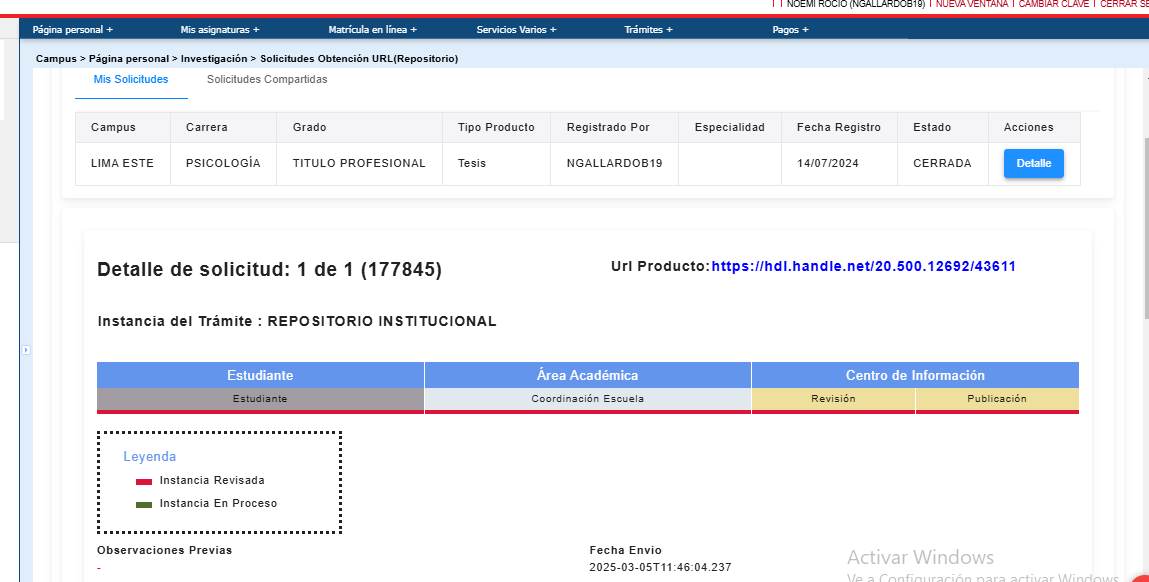 NOEMI ROCIO (NGALLARDOB19) | NUEVA VENTANA | CAMBIAR CLAVE | CERRAR SE
Página personal + Mis asignaturas + Matrícula en línea + Servicios Varios + Trámites + Pagos +
Campus > Página personal > Investigación > Solicitudes Obtención URL(Repositorio)
Mis Solicitudes Solicitudes Compartidas
Campus Carrera Grado Tipo Producto Registrado Por Especialidad Fecha Registro Estado Acciones
LIMA ESTE PSICOLOGÍA TITULO PROFESIONAL Tesis NGALLARDOB19 14/07/2024 CERRADA Detalle
Detalle de solicitud: 1 de 1 (177845) Url Producto:https://hdl.handle.net/20.500.12692/43611
Instancia del Trámite : REPOSITORIO INSTITUCIONAL
Estudiante Área Académica Centro de Información
Estudiante Coordinación Escuela Revisión Publicación
Leyenda
Instancia Revisada
Instancia En Proceso
Observaciones Previas Fecha Envio
- 2025-03-05T11:46:04.237
Activar Windows
Ve a Configuración para activar Windows.